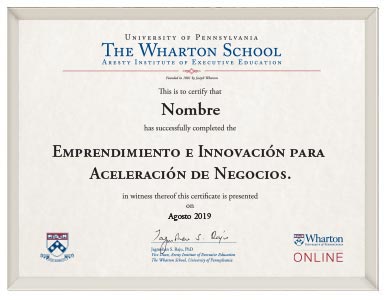 University of Pennsylvania
The Wharton School
Aresty Institute of Executive Education
Founded in 1881 by Joseph Wharton
This is to certify that
Nombre
has successfully completed the
Emprendimiento e Innovación para
Aceleración de Negocios.
in witness thereof this certificate is presented
on
Agosto 2019
Jagmohan S. Raju
Jagmohan S. Raju, PhD
Vice Dean, Aresty Institute of Executive Education
The Wharton School, University of Pennsylvania
Wharton
ONLINE